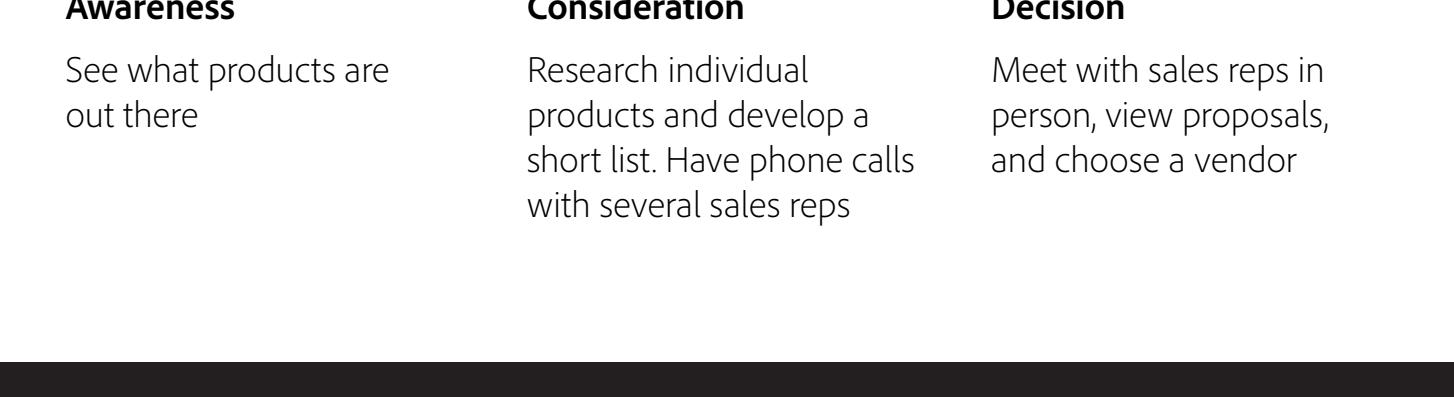 Awareness
See what products are
out there
Consideration
Research individual
products and develop a
short list. Have phone calls
with several sales reps
Decision
Meet with sales reps in
person, view proposals,
and choose a vendor